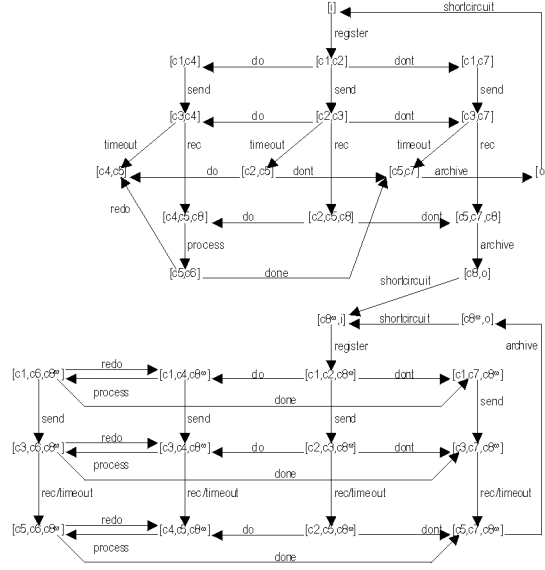 [i] shortcircuit
register
[c1,c4] do [c1,c2] dont [c1,c7]
send send send
[c3,c4] do [c2,c3] dont [c3,c7]
timeout rec timeout rec timeout rec
[c4,c5] do [c2,c5] dont [c5,c7] archive [o
redo [c4,c5,c8] do [c2,c5,c8] dont [c5,c7,c8]
process archive
[c5,c6] done [c8,o]
shortcircuit
[c8∞,i] shortcircuit [c8∞,o]
register archive
redo
[c1,c6,c8∞] [c1,c4,c8∞] do [c1,c2,c8∞] dont [c1,c7,c8∞]
process done
send send send send
redo
[c3,c6,c8∞] [c3,c4,c8∞] do [c2,c3,c8∞] dont [c3,c7,c8∞]
process done
rec/timeout rec/timeout rec/timeout rec/timeout
redo
[c5,c6,c8∞] [c4,c5,c8∞] do [c2,c5,c8∞] dont [c5,c7,c8∞]
process done